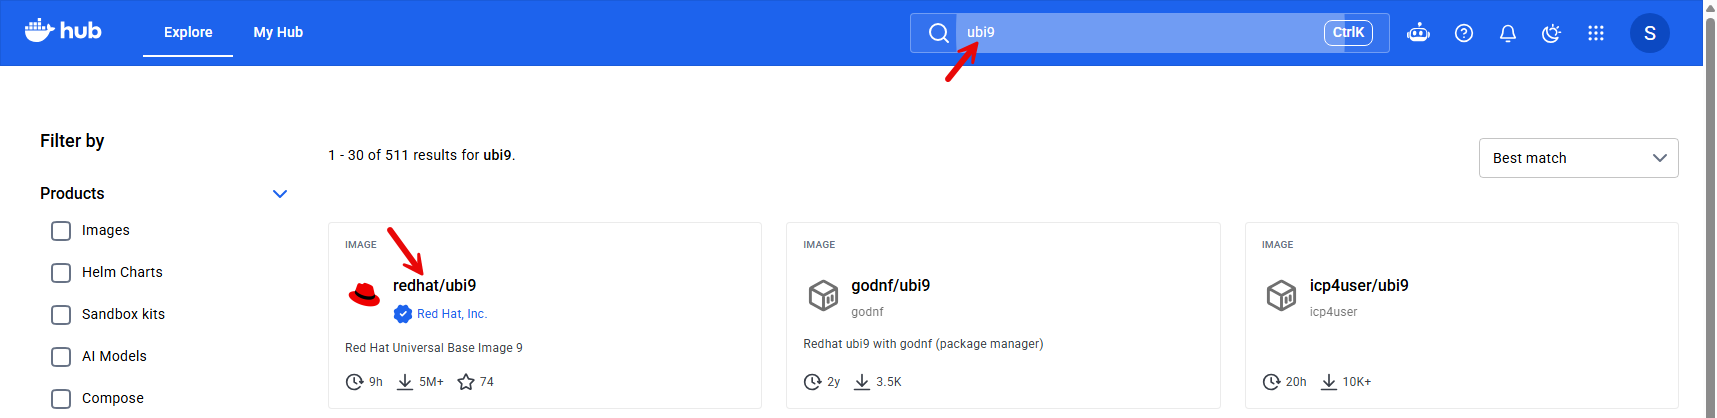 hub Explore My Hub ubi9 CtrlK S
Filter by
1 - 30 of 511 results for ubi9.
Best match
Products
Images
Helm Charts
Sandbox kits
AI Models
Compose
IMAGE
redhat/ubi9
Red Hat, Inc.
Red Hat Universal Base Image 9
9h 5M+ 74
IMAGE
godnf/ubi9
godnf
Redhat ubi9 with godnf (package manager)
2y 3.5K
IMAGE
icp4user/ubi9
icp4user
20h 10K+